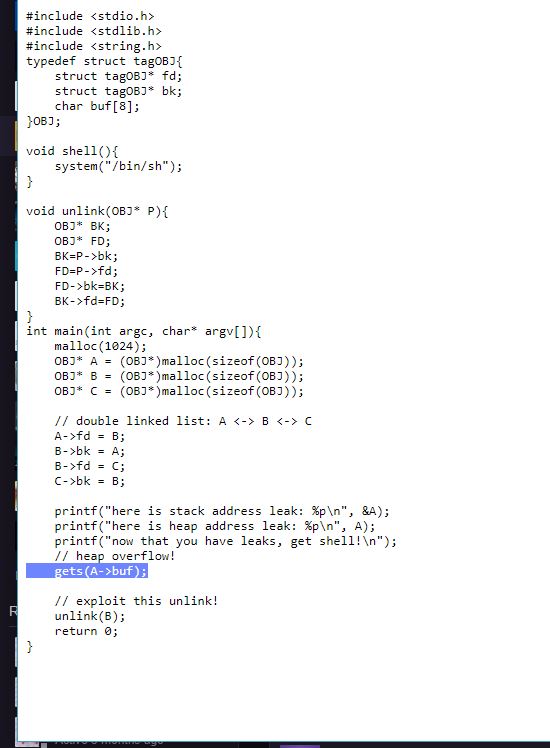 #include <stdio.h>
#include <stdlib.h>
#include <string.h>
typedef struct tagOBJ{
    struct tagOBJ* fd;
    struct tagOBJ* bk;
    char buf[8];
}OBJ;

void shell(){
    system("/bin/sh");
}

void unlink(OBJ* P){
    OBJ* BK;
    OBJ* FD;
    BK=P->bk;
    FD=P->fd;
    FD->bk=BK;
    BK->fd=FD;
}
int main(int argc, char* argv[]){
    malloc(1024);
    OBJ* A = (OBJ*)malloc(sizeof(OBJ));
    OBJ* B = (OBJ*)malloc(sizeof(OBJ));
    OBJ* C = (OBJ*)malloc(sizeof(OBJ));

    // double linked list: A <-> B <-> C
    A->fd = B;
    B->bk = A;
    B->fd = C;
    C->bk = B;

    printf("here is stack address leak: %p\n", &A);
    printf("here is heap address leak: %p\n", A);
    printf("now that you have leaks, get shell!\n");
    // heap overflow!
    gets(A->buf);

    // exploit this unlink!
    unlink(B);
    return 0;
}